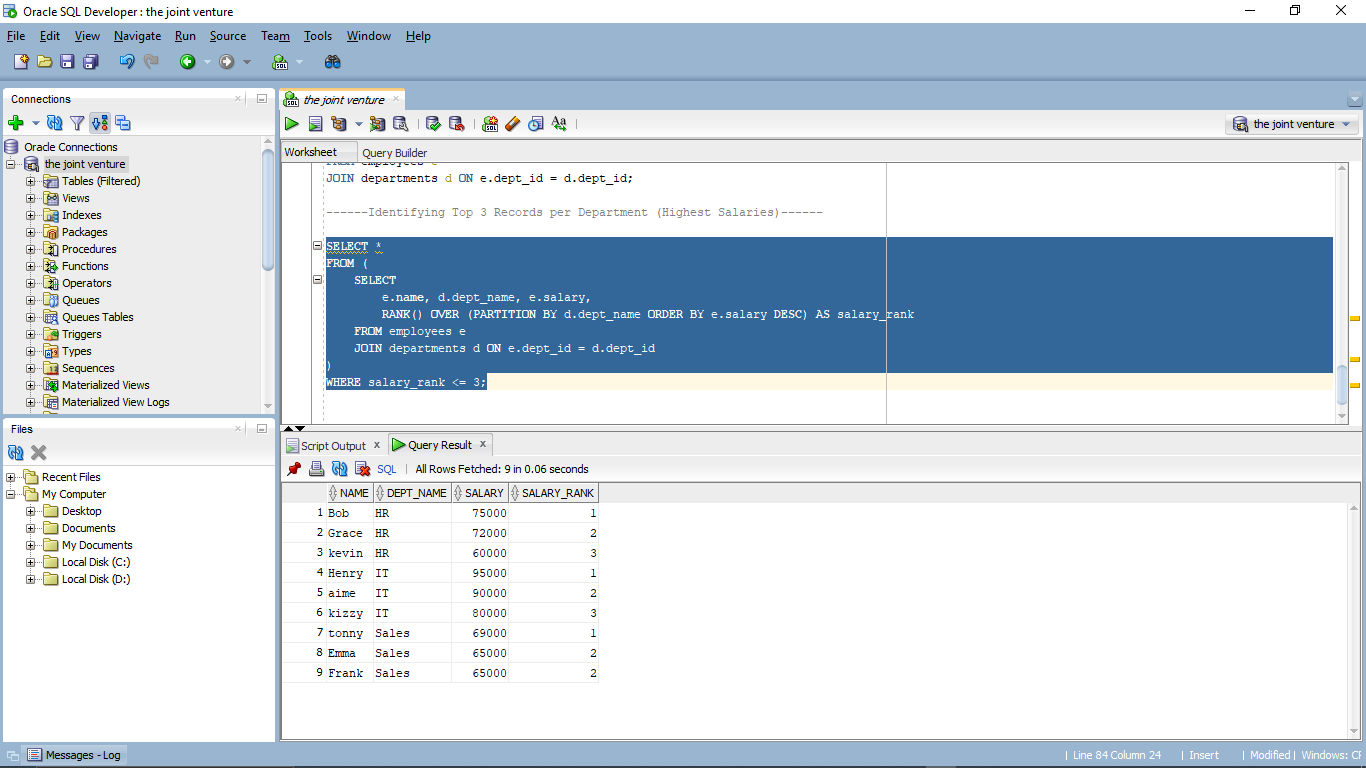 Oracle SQL Developer : the joint venture
File Edit View Navigate Run Source Team Tools Window Help
Connections
Oracle Connections
the joint venture
Tables (Filtered)
Views
Indexes
Packages
Procedures
Functions
Operators
Queues
Queues Tables
Triggers
Types
Sequences
Materialized Views
Materialized View Logs
Files
Recent Files
My Computer
Desktop
Documents
My Documents
Local Disk (C:)
Local Disk (D:)
the joint venture
the joint venture
Worksheet Query Builder
JOIN departments d ON e.dept_id = d.dept_id;
------Identifying Top 3 Records per Department (Highest Salaries)------
SELECT *
FROM (
SELECT
e.name, d.dept_name, e.salary,
RANK() OVER (PARTITION BY d.dept_name ORDER BY e.salary DESC) AS salary_rank
FROM employees e
JOIN departments d ON e.dept_id = d.dept_id
)
WHERE salary_rank <= 3;
Script Output x Query Result x
SQL | All Rows Fetched: 9 in 0.06 seconds
NAME DEPT_NAME SALARY SALARY_RANK
1 Bob HR 75000 1
2 Grace HR 72000 2
3 kevin HR 60000 3
4 Henry IT 95000 1
5 aime IT 90000 2
6 kizzy IT 80000 3
7 tonny Sales 69000 1
8 Emma Sales 65000 2
9 Frank Sales 65000 2
Messages - Log
| Line 84 Column 24 | Insert | Modified | Windows: